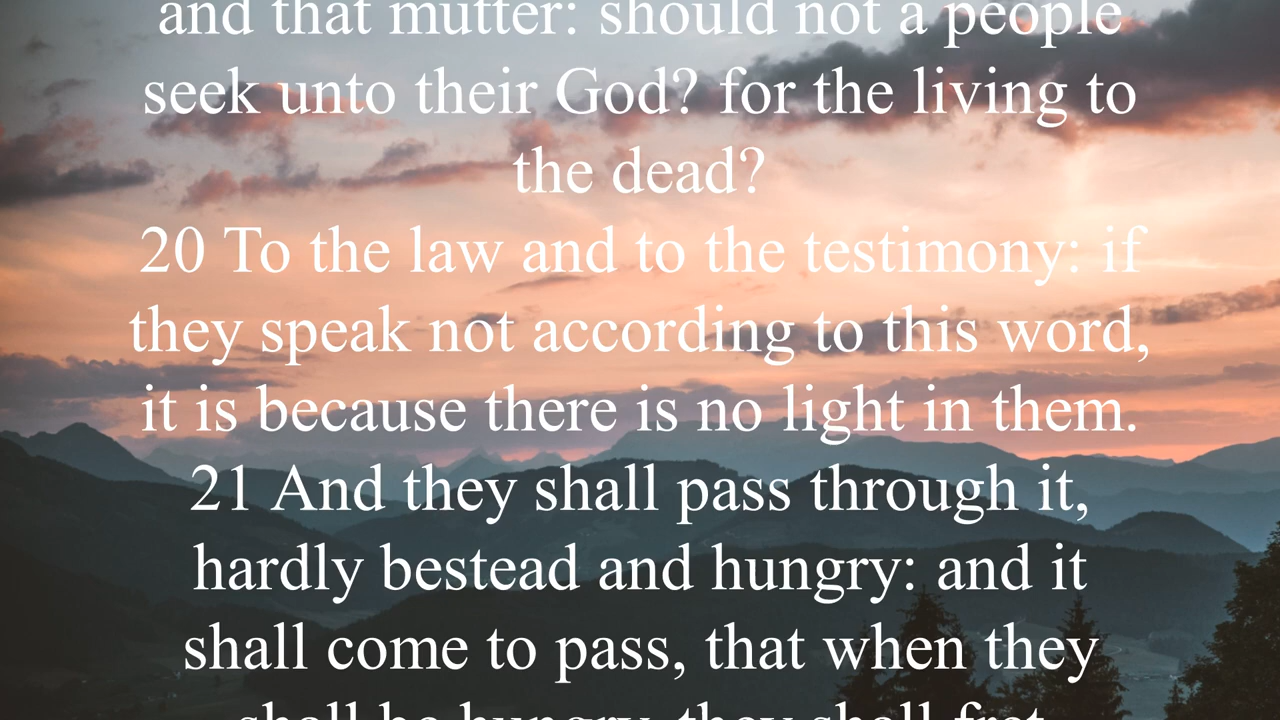 and that mutter: should not a people
seek unto their God? for the living to
the dead?
20 To the law and to the testimony: if
they speak not according to this word,
it is because there is no light in them.
21 And they shall pass through it,
hardly bestead and hungry: and it
shall come to pass, that when they
shall be hungry, they shall fret